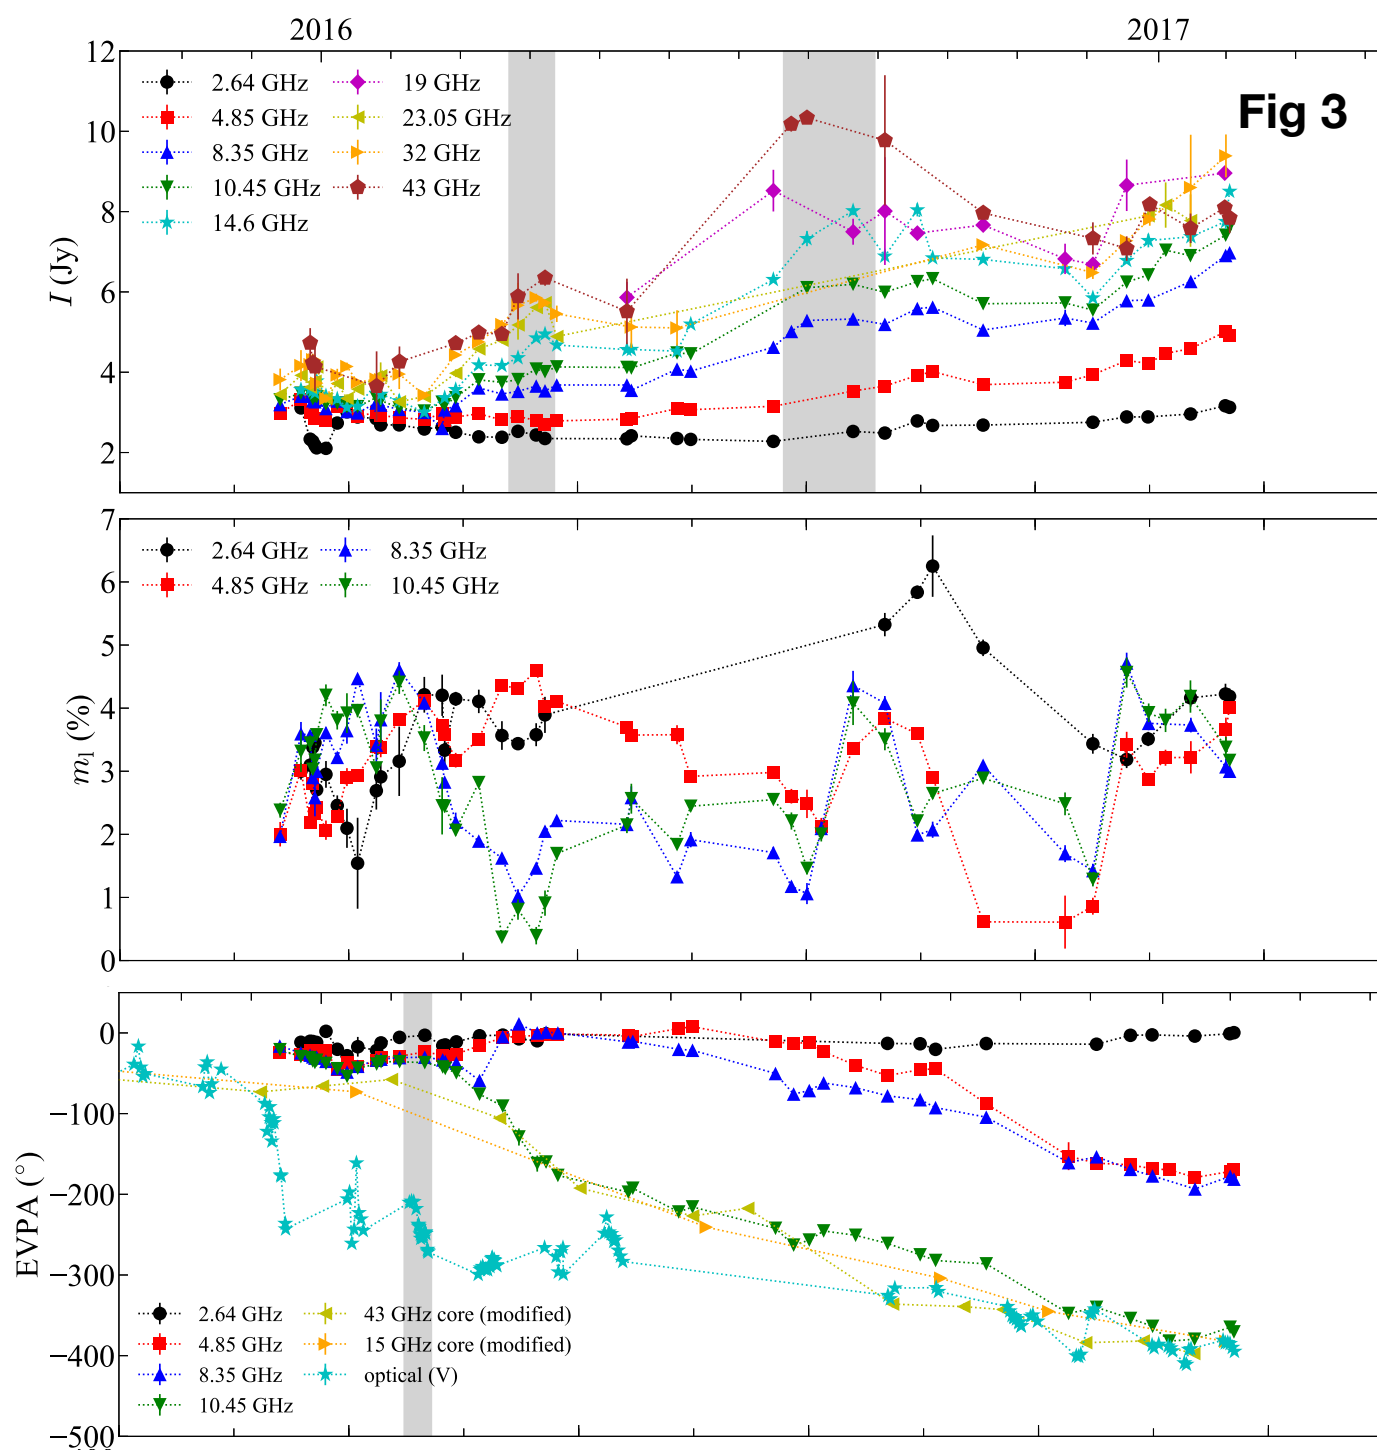 2016 2017
12
10
8
6
4
2
I (Jy)
2.64 GHz 19 GHz
4.85 GHz 23.05 GHz
8.35 GHz 32 GHz
10.45 GHz 43 GHz
14.6 GHz
Fig 3
7
6
5
4
3
2
1
0
m₁ (%)
2.64 GHz 8.35 GHz
4.85 GHz 10.45 GHz
0
−100
−200
−300
−400
−500
EVPA (°)
2.64 GHz 43 GHz core (modified)
4.85 GHz 15 GHz core (modified)
8.35 GHz optical (V)
10.45 GHz